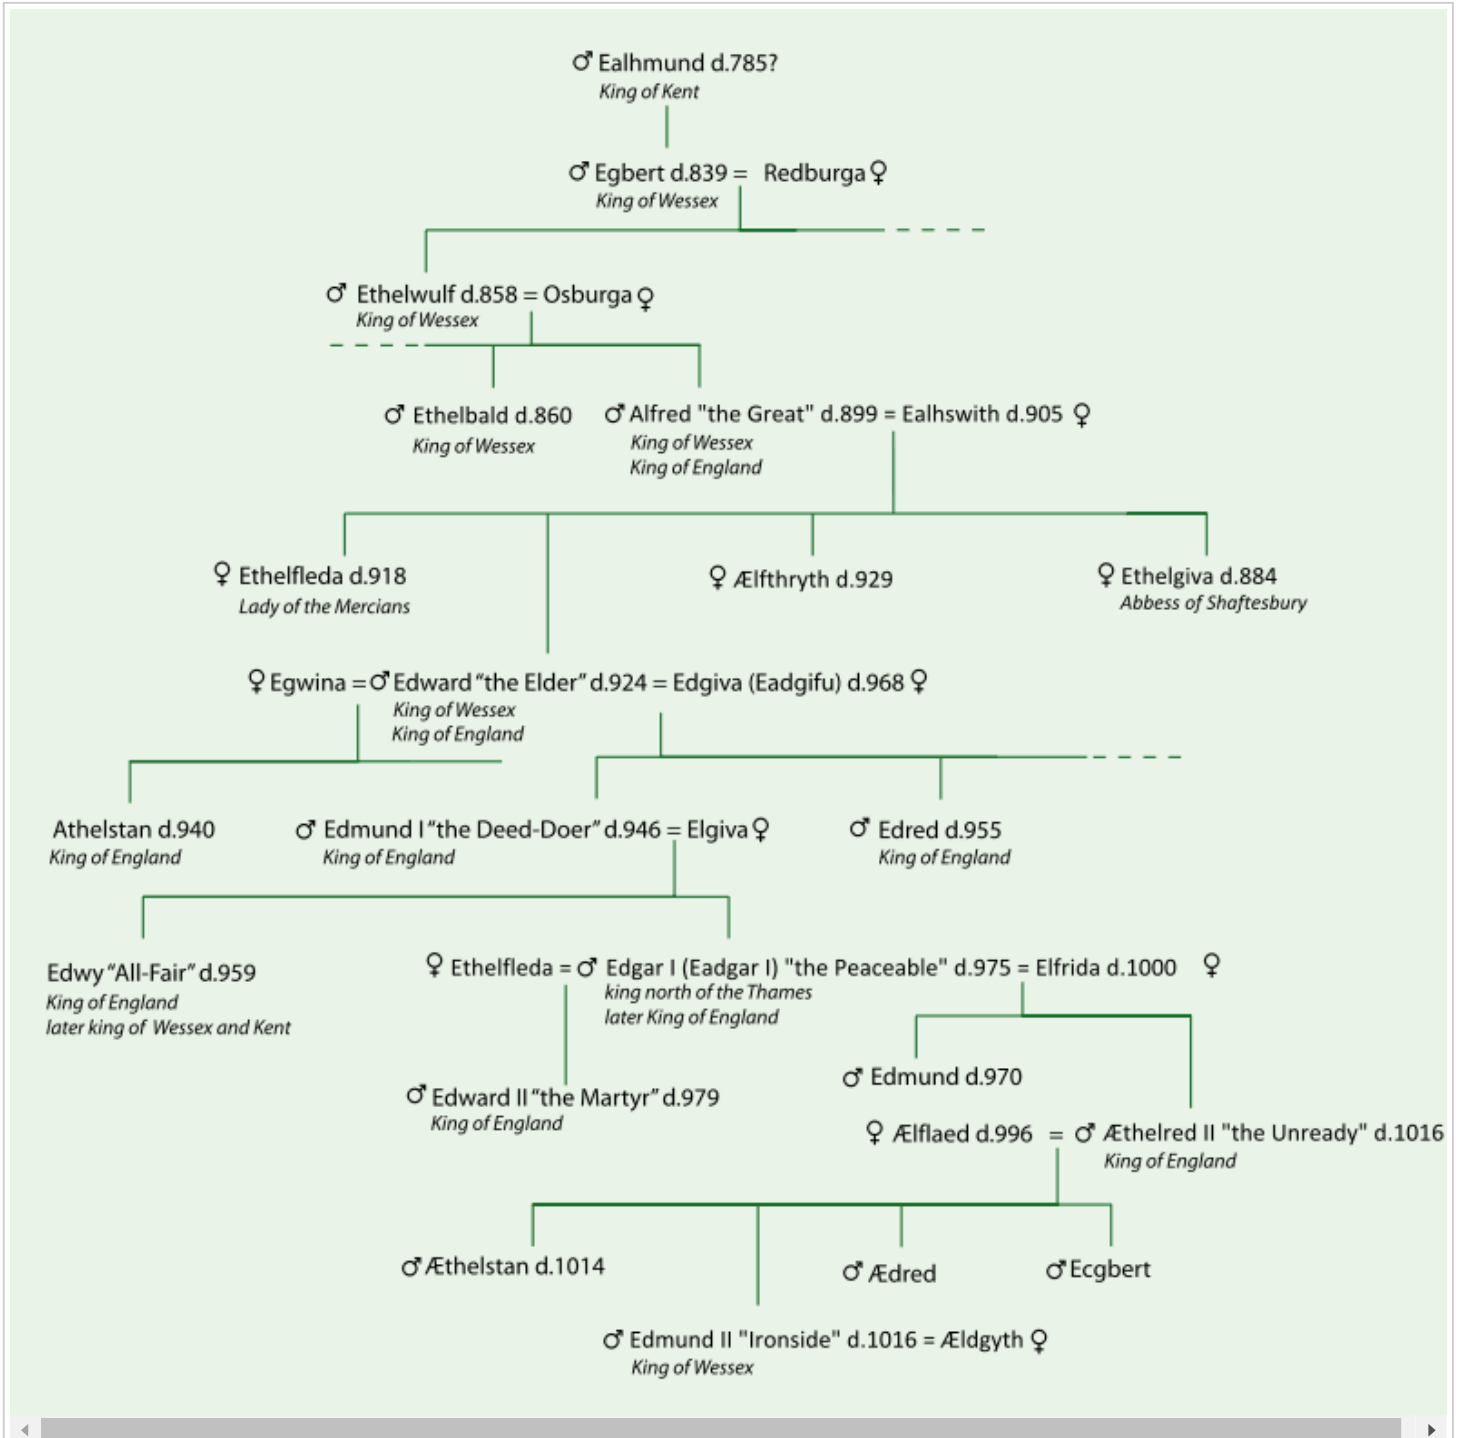 ♂ Ealhmund d.785?
King of Kent
♂ Egbert d.839 = Redburga ♀
King of Wessex
♂ Ethelwulf d.858 = Osburga ♀
King of Wessex
♂ Ethelbald d.860
King of Wessex
♂ Alfred "the Great" d.899 = Ealhswith d.905 ♀
King of Wessex
King of England
♀ Ethelfleda d.918
Lady of the Mercians
♀ Ælfthryth d.929
♀ Ethelgiva d.884
Abbess of Shaftesbury
♀ Egwina = ♂ Edward “the Elder” d.924 = Edgiva (Eadgifu) d.968 ♀
King of Wessex
King of England
Athelstan d.940
King of England
♂ Edmund I “the Deed-Doer” d.946 = Elgiva ♀
King of England
♂ Edred d.955
King of England
Edwy “All-Fair” d.959
King of England
later king of Wessex and Kent
♀ Ethelfleda = ♂ Edgar I (Eadgar I) "the Peaceable" d.975 = Elfrida d.1000 ♀
king north of the Thames
later King of England
♂ Edward II “the Martyr” d.979
King of England
♂ Edmund d.970
♀ Ælflaed d.996 = ♂ Æthelred II "the Unready" d.1016
King of England
♂ Æthelstan d.1014
♂ Ædred
♂ Ecgbert
♂ Edmund II "Ironside" d.1016 = Ældgyth ♀
King of Wessex